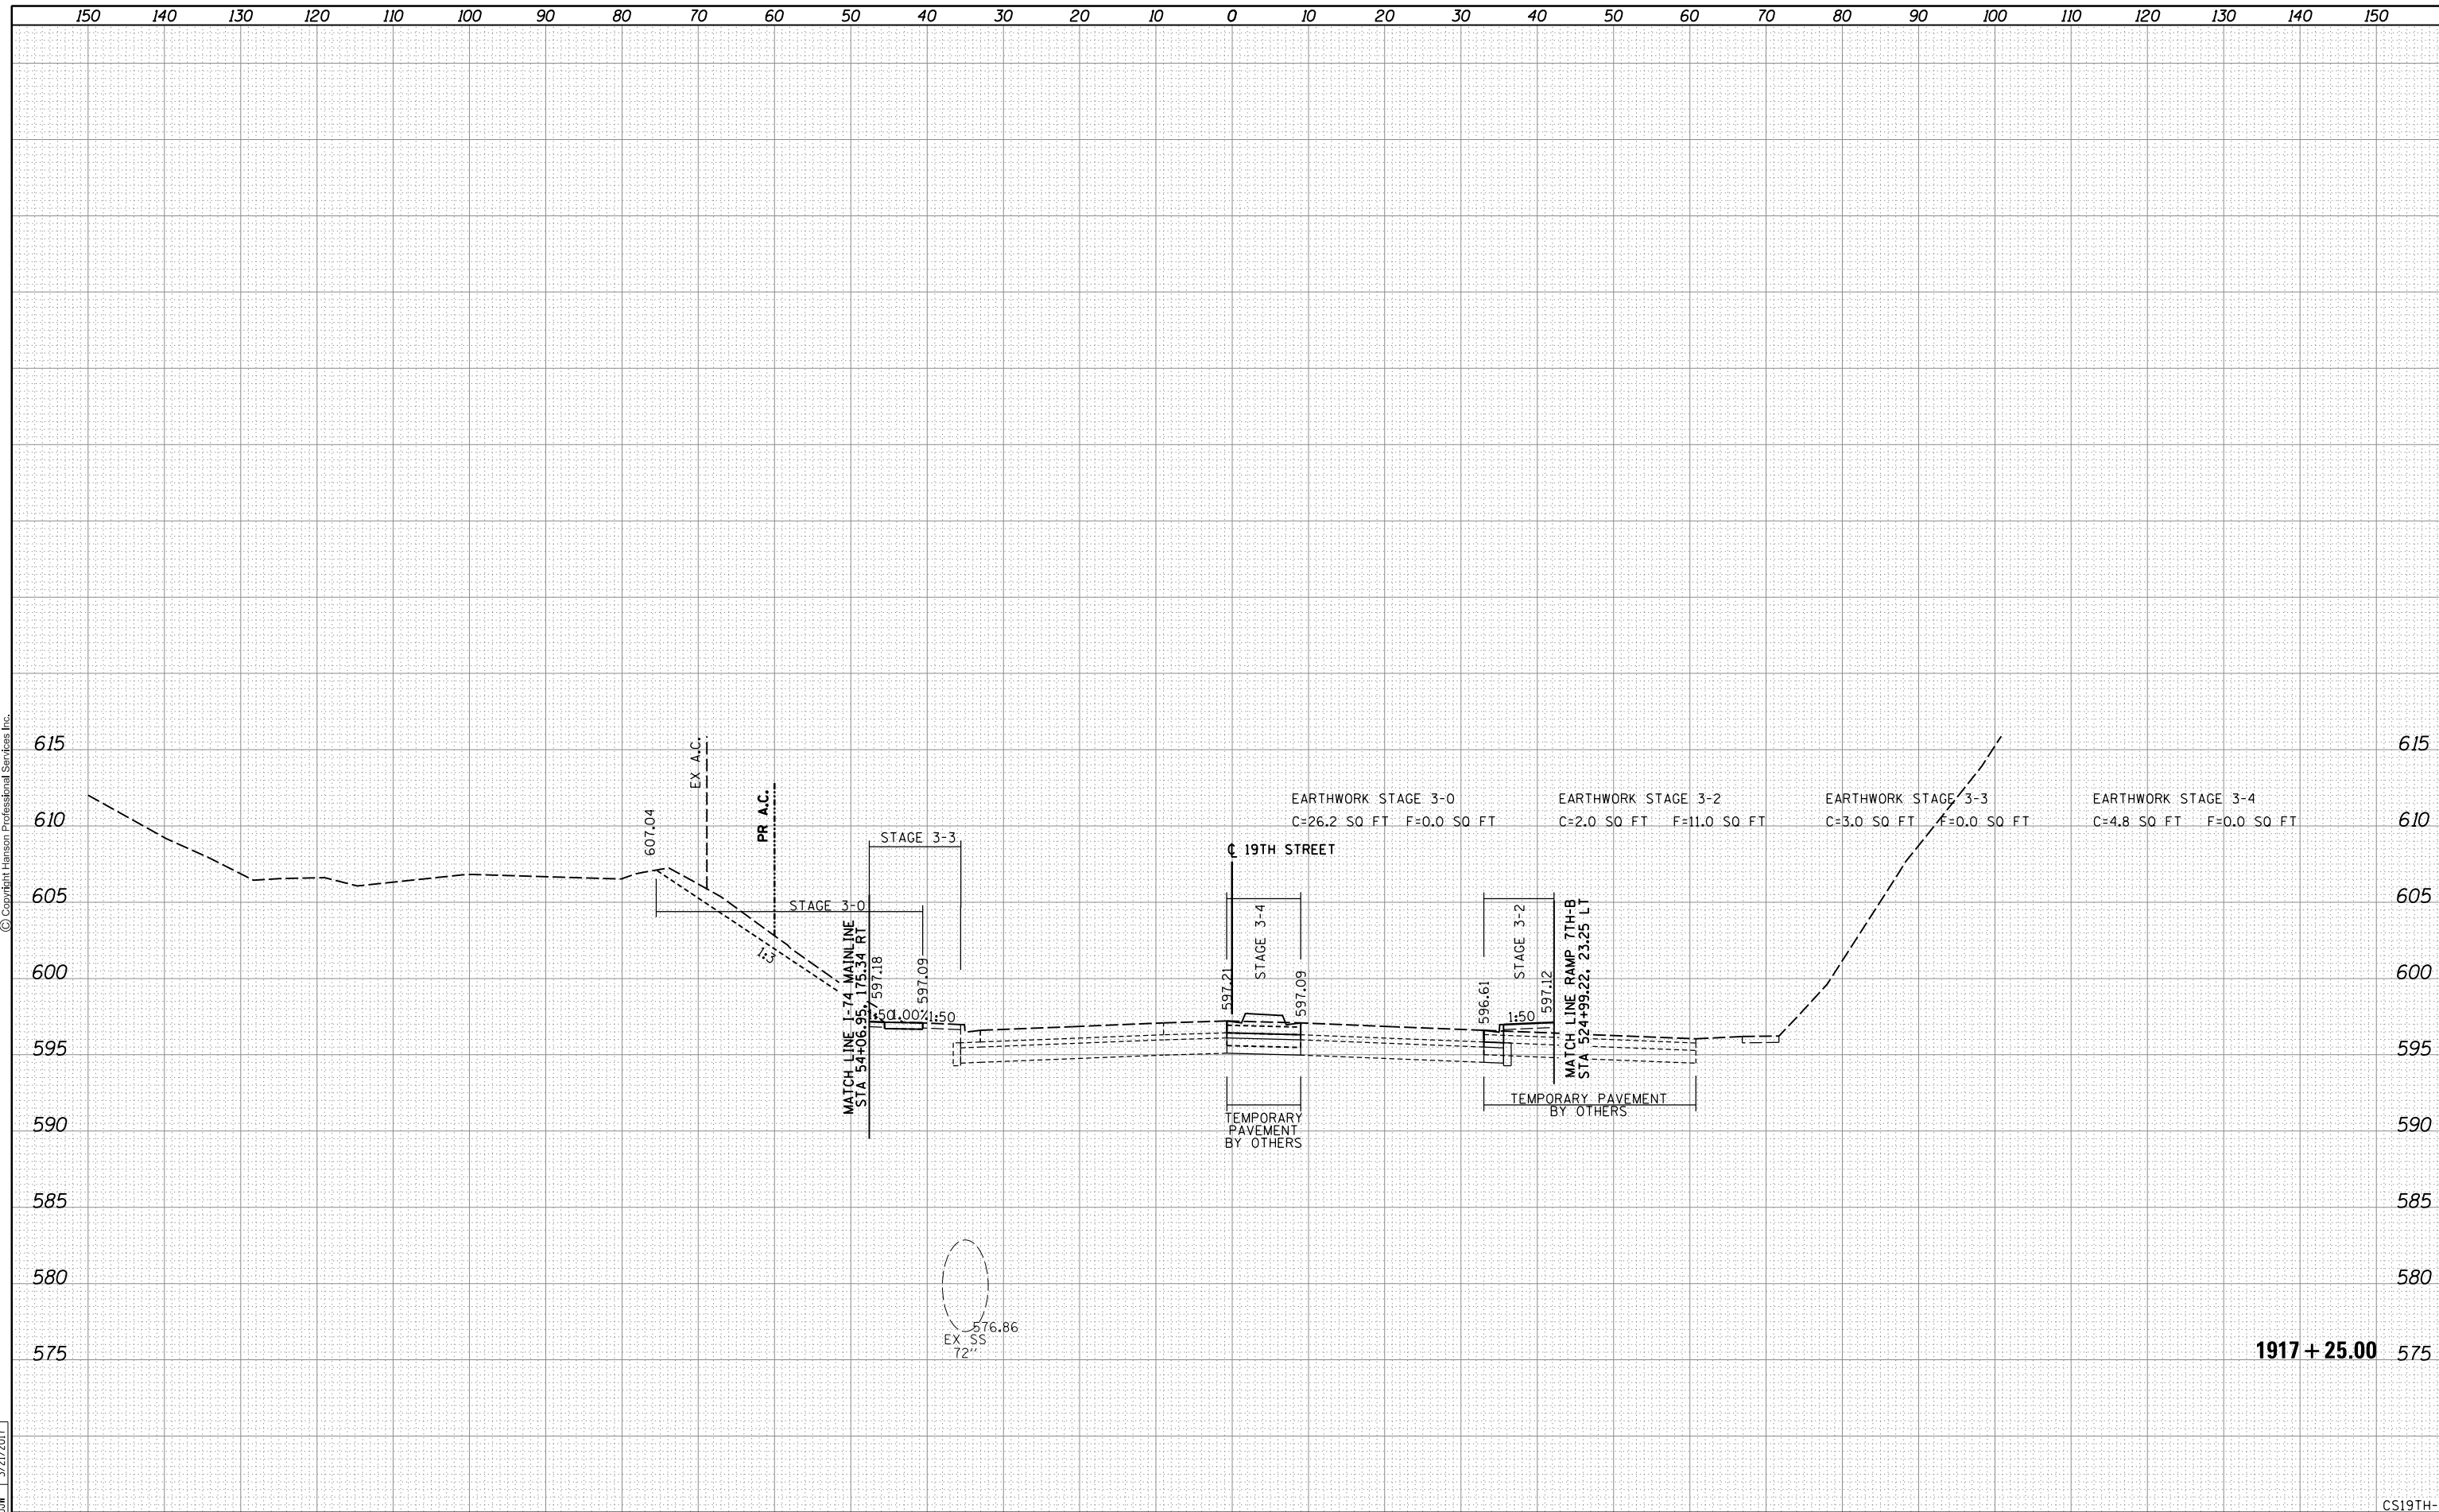 150 140 130 120 110 100 90 80 70 60 50 40 30 20 10 0 10 20 30 40 50 60 70 80 90 100 110 120 130 140 150
© Copyright Hanson Professional Services Inc.
615 615
EX A.C.
PR A.C.
EARTHWORK STAGE 3-0 EARTHWORK STAGE 3-2 EARTHWORK STAGE 3-3 EARTHWORK STAGE 3-4
C=26.2 SQ FT F=0.0 SQ FT C=2.0 SQ FT F=11.0 SQ FT C=3.0 SQ FT F=0.0 SQ FT C=4.8 SQ FT F=0.0 SQ FT
610 610
607.04
STAGE 3-3
℄ 19TH STREET
605 605
STAGE 3-0
STAGE 3-4
STAGE 3-2
1:3
MATCH LINE I-74 MAINLINE
STA 54+06.95, 175.34 RT
597.18
597.09
597.21
597.09
596.61
597.12
MATCH LINE RAMP 7TH-B
STA 524+99.22, 23.25 LT
600 600
1:50 1.00% 1:50
1:50
595 595
TEMPORARY
PAVEMENT
BY OTHERS
TEMPORARY PAVEMENT
BY OTHERS
590 590
585 585
580 580
576.86
EX SS
72''
575 575
1917 + 25.00
3/21/2017
CS19TH-